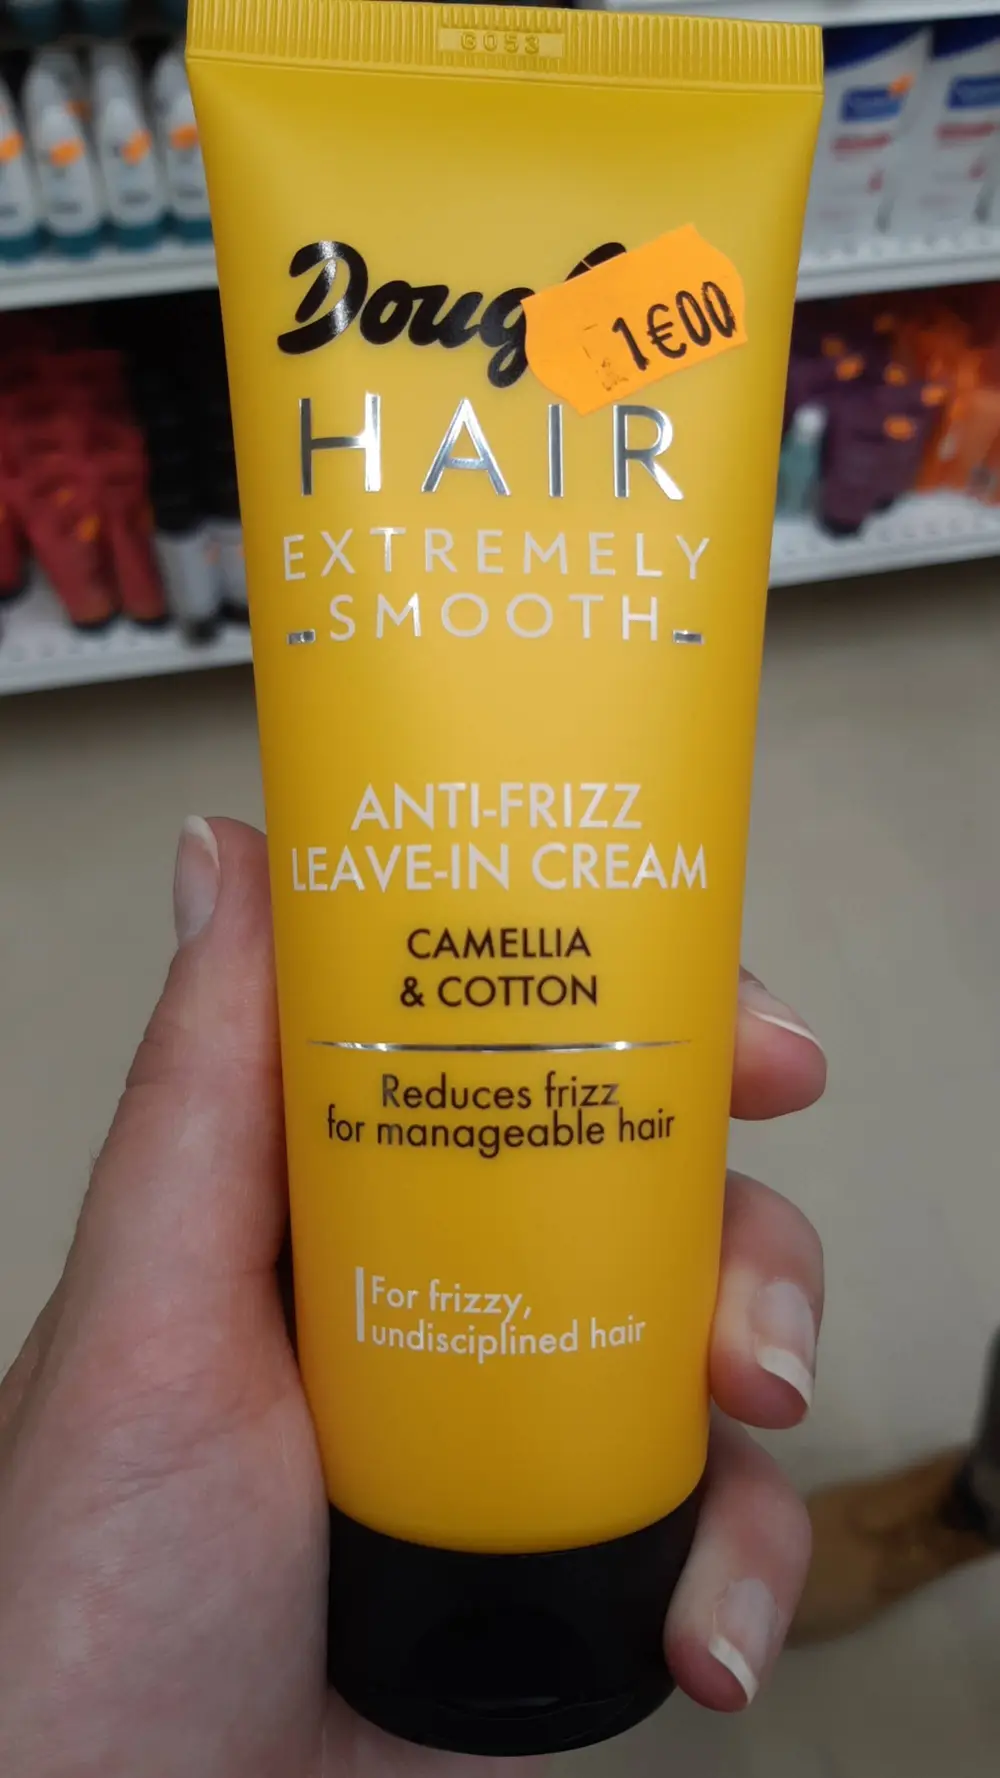 G053
Doug
1€00
HAIR
EXTREMELY
SMOOTH
ANTI-FRIZZ
LEAVE-IN CREAM
CAMELLIA
& COTTON
Reduces frizz
for manageable hair
For frizzy,
undisciplined hair